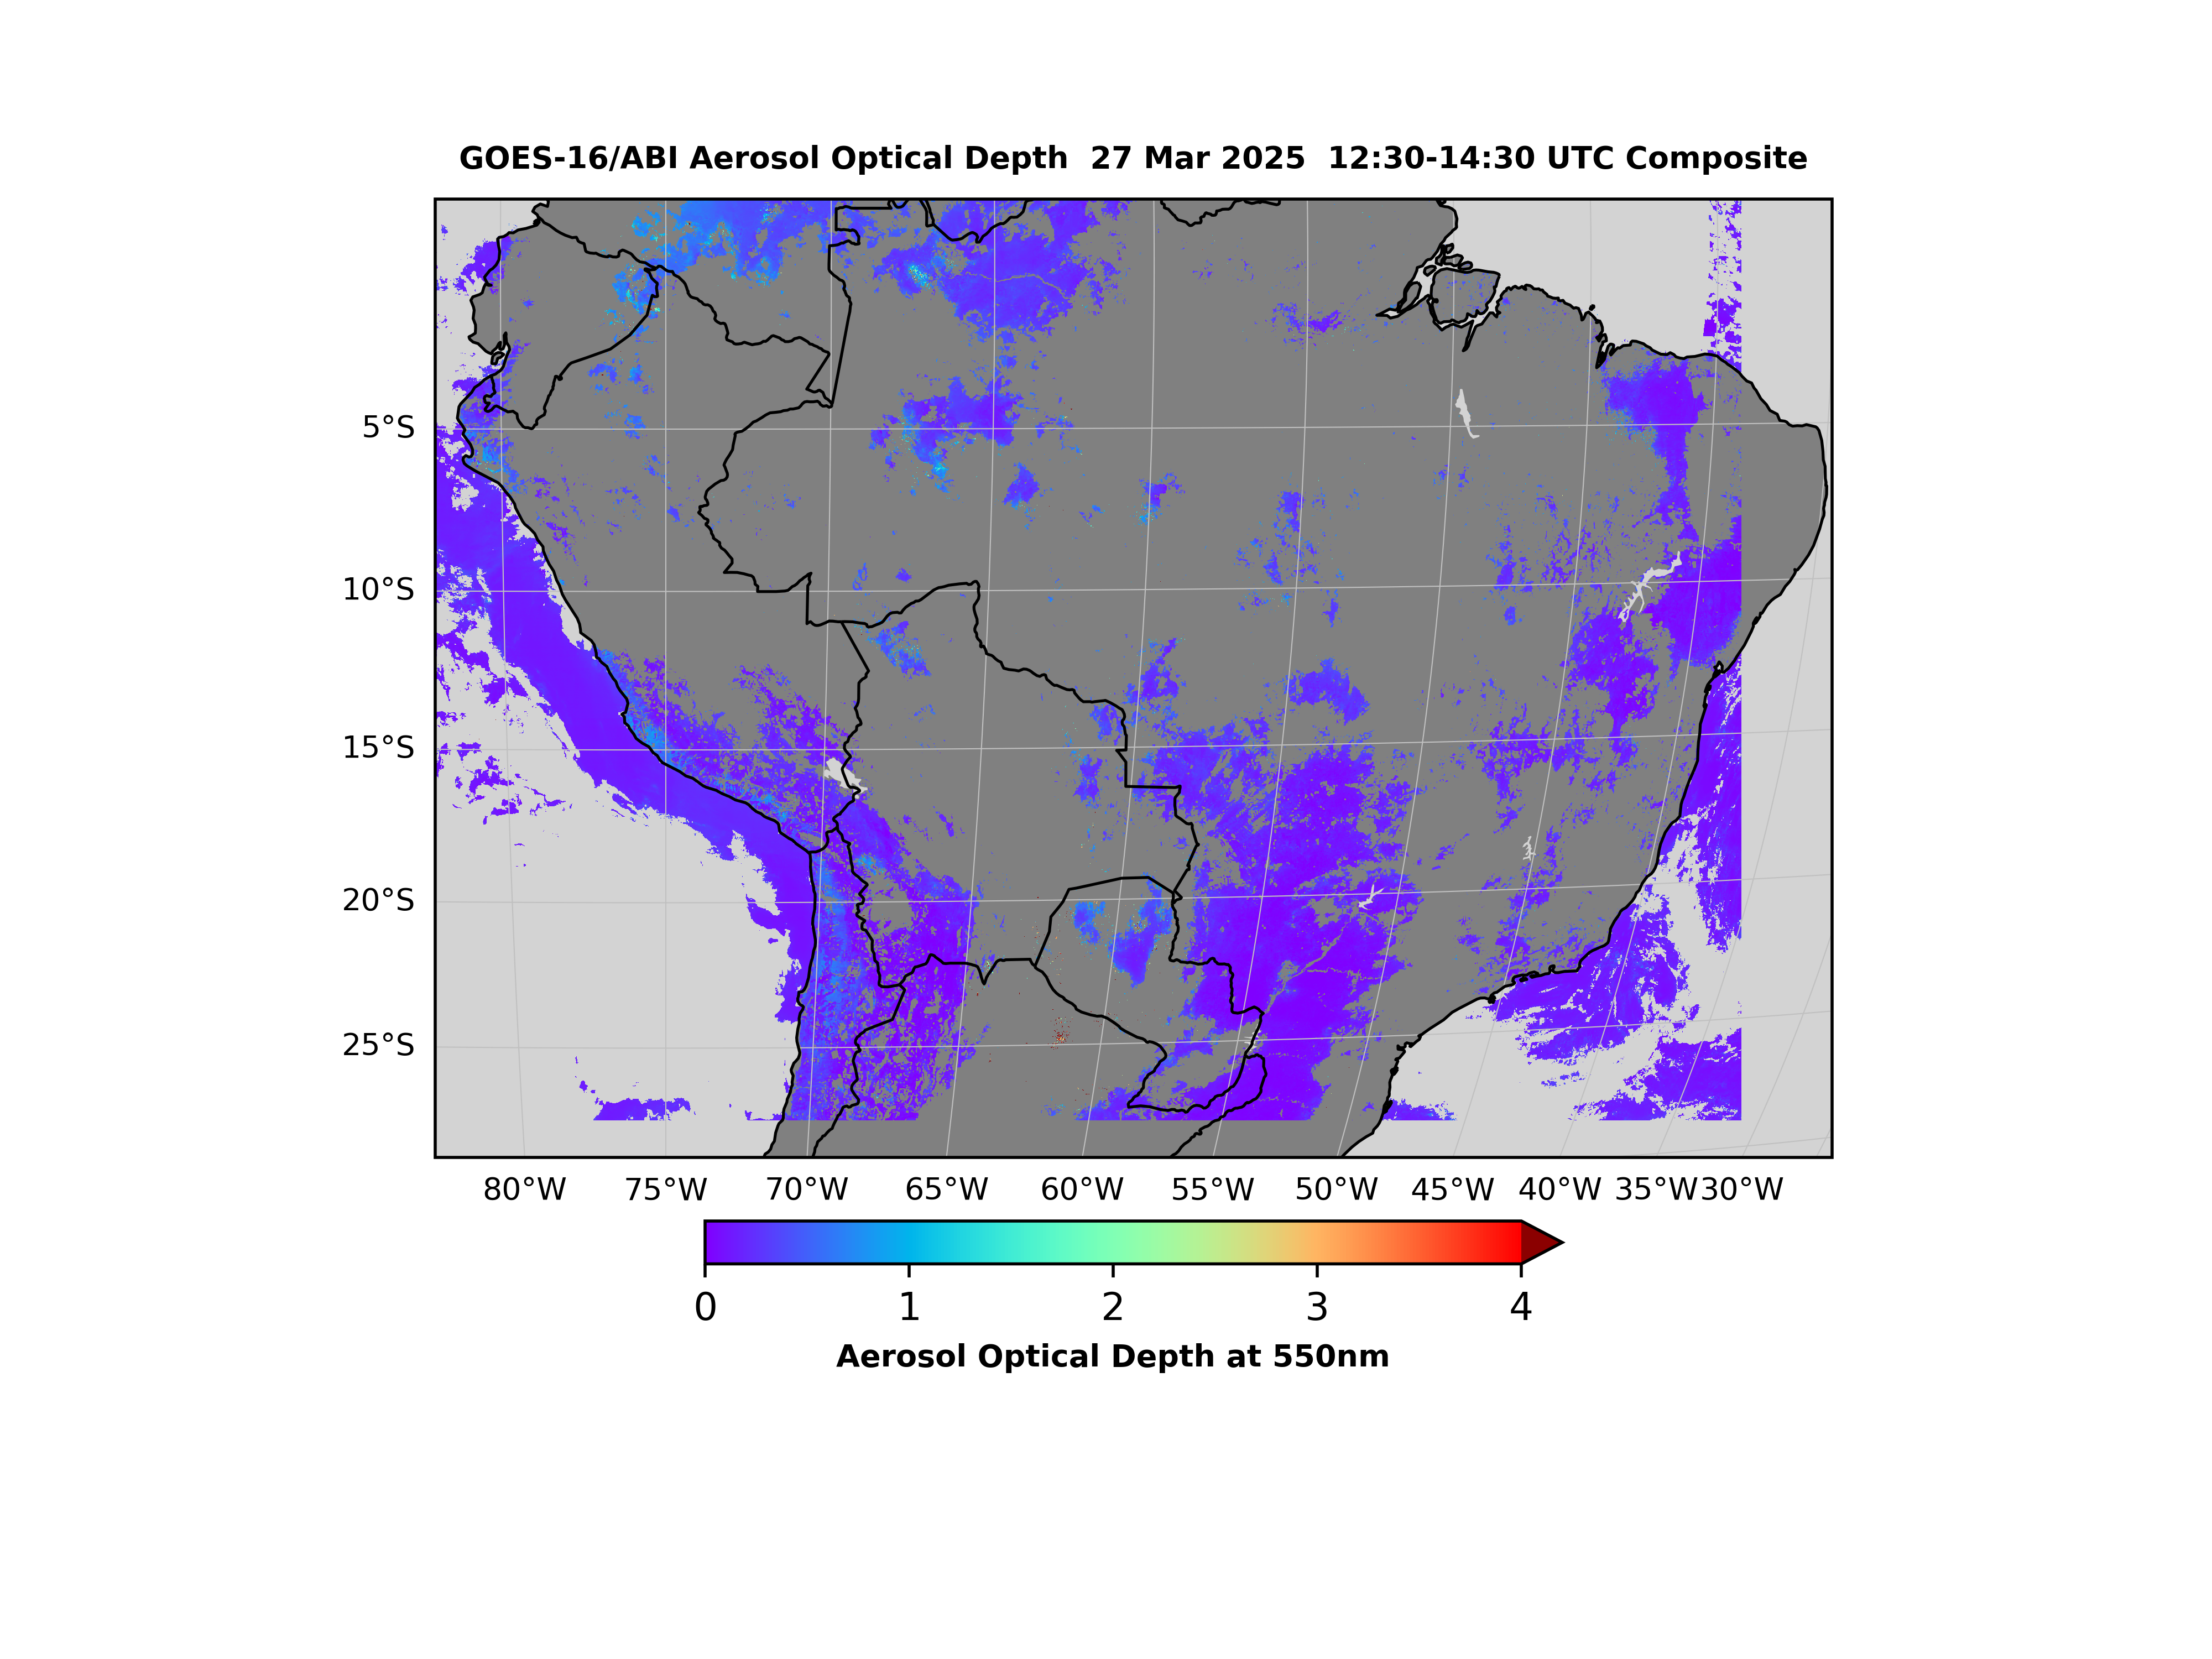 GOES-16/ABI Aerosol Optical Depth  27 Mar 2025  12:30-14:30 UTC Composite
5°S
10°S
15°S
20°S
25°S
80°W 75°W 70°W 65°W 60°W 55°W 50°W 45°W 40°W 35°W 30°W
0 1 2 3 4
Aerosol Optical Depth at 550nm